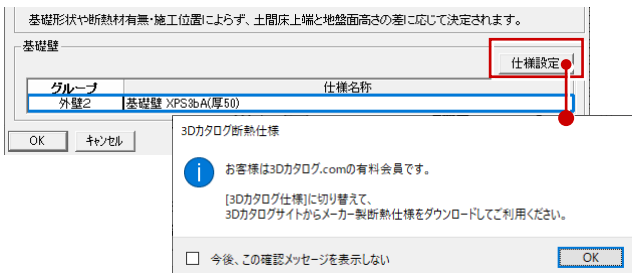 基礎形状や断熱材有無・施工位置によらず、土間床上端と地盤面高さの差に応じて決定されます。
基礎壁
仕様設定
グループ 仕様名称
外壁2 基礎壁 XPS3bA(厚50)
OK キャンセル
3Dカタログ断熱仕様
お客様は3Dカタログ.comの有料会員です。
[3Dカタログ仕様]に切り替えて、
3Dカタログサイトからメーカー製断熱仕様をダウンロードしてご利用ください。
今後、この確認メッセージを表示しない OK